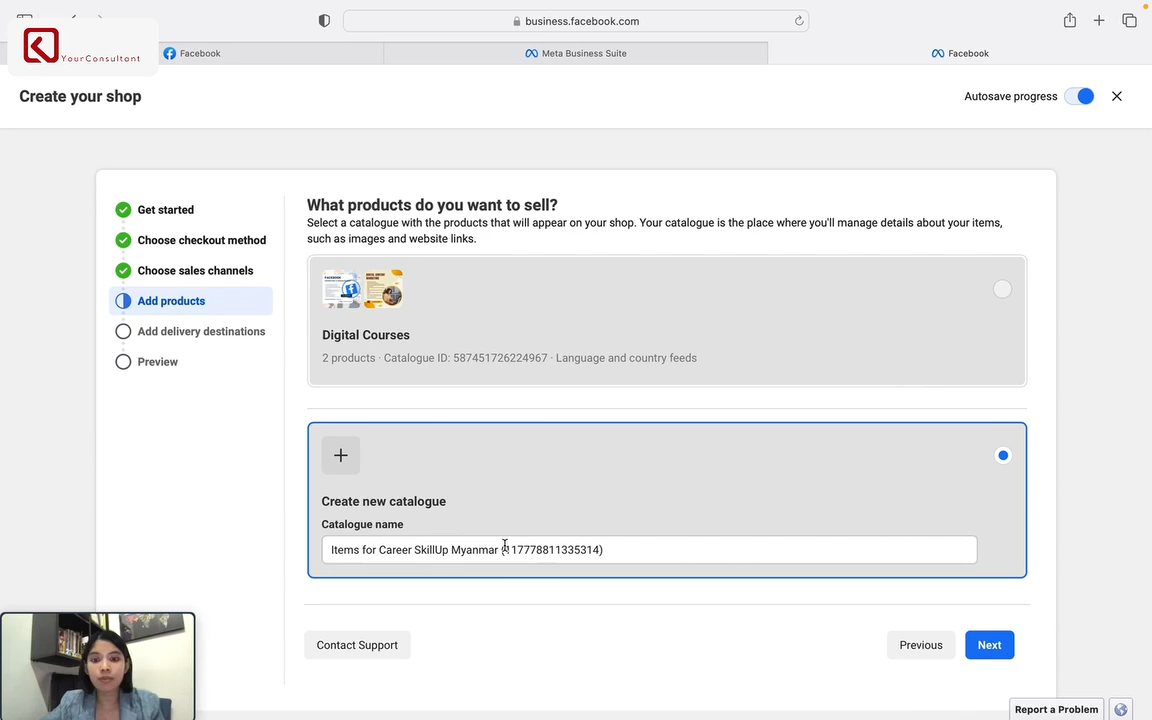 business.facebook.com
YourConsultant
Facebook
Meta Business Suite
Facebook
Create your shop
Autosave progress
Get started
Choose checkout method
Choose sales channels
Add products
Add delivery destinations
Preview
What products do you want to sell?
Select a catalogue with the products that will appear on your shop. Your catalogue is the place where you'll manage details about your items,
such as images and website links.
Digital Courses
2 products · Catalogue ID: 587451726224967 · Language and country feeds
Create new catalogue
Catalogue name
Items for Career SkillUp Myanmar
Contact Support
Previous
Next
Report a Problem